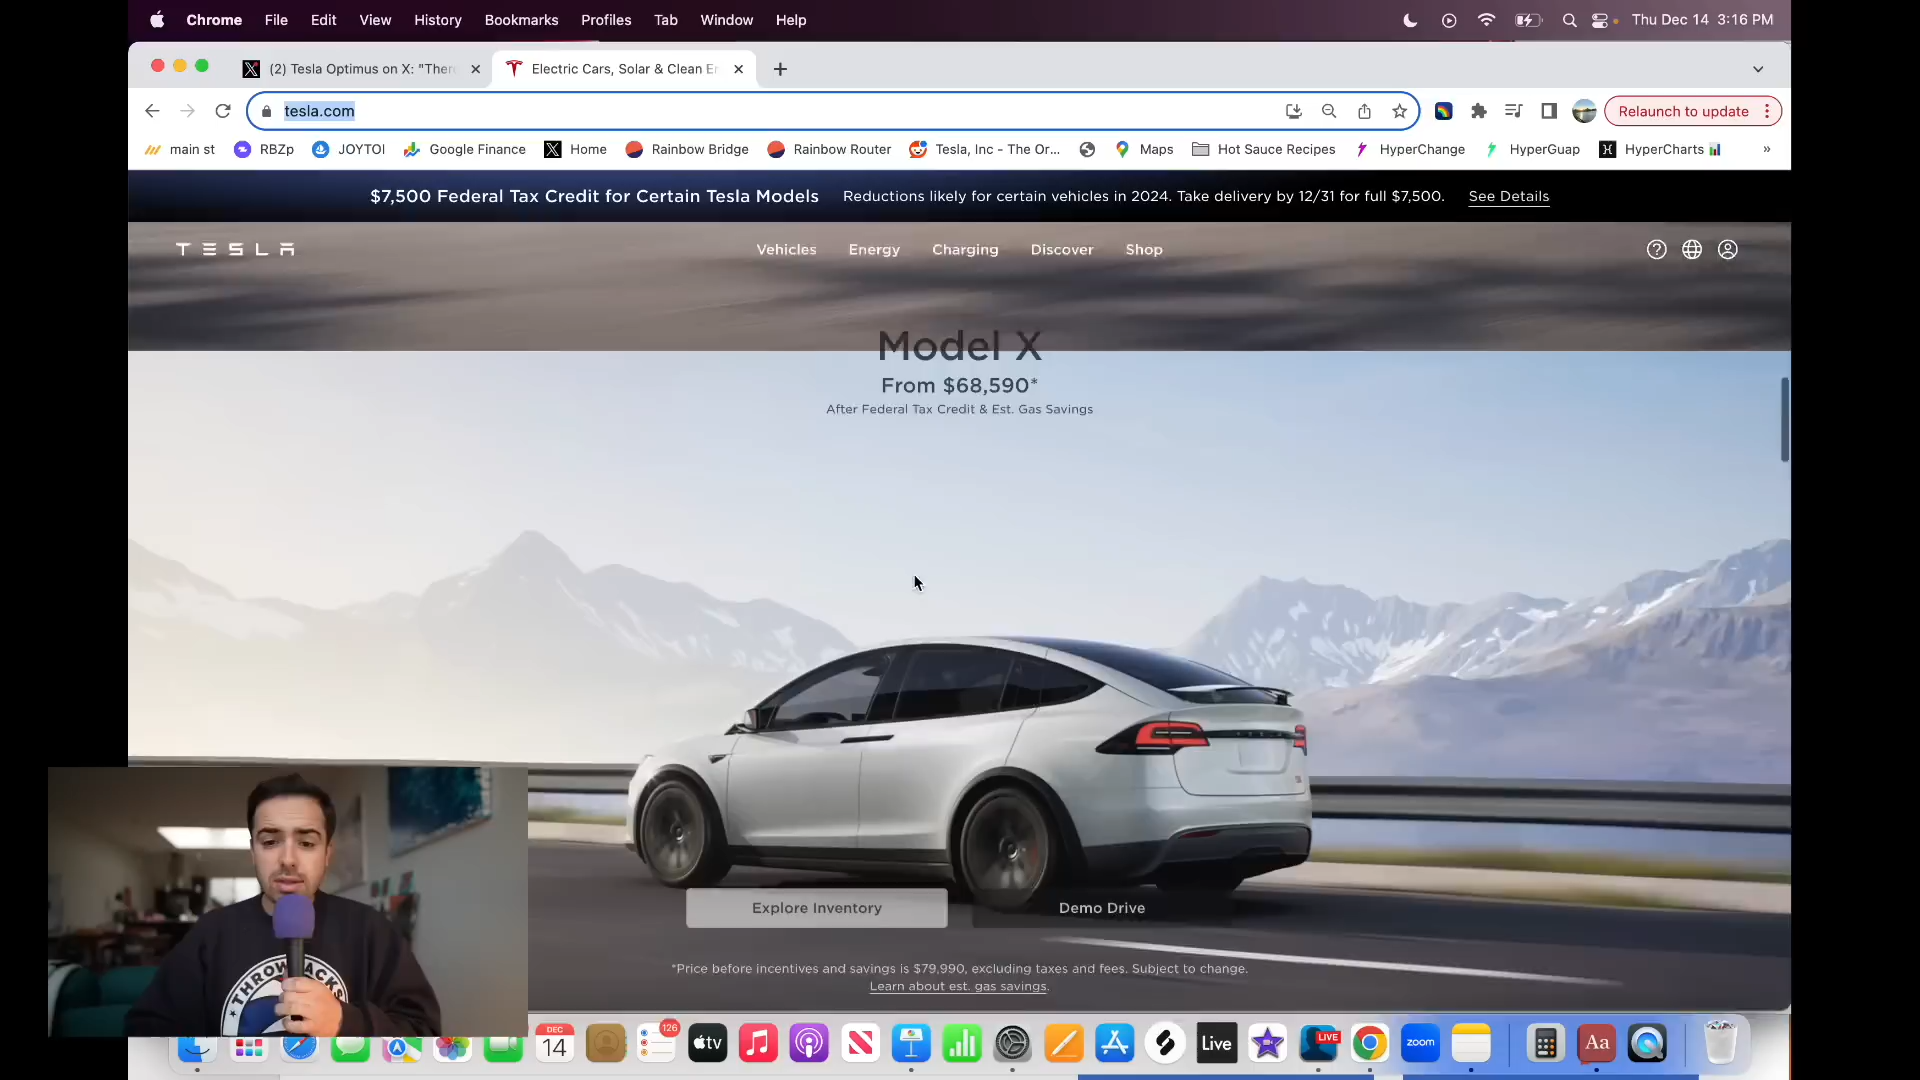 Chrome File Edit View History Bookmarks Profiles Tab Window Help
Thu Dec 14 3:16 PM
(2) Tesla Optimus on X: "Ther
Electric Cars, Solar & Clean En
tesla.com
Relaunch to update
main st RBZp JOYTOI Google Finance Home Rainbow Bridge Rainbow Router Tesla, Inc - The Or... Maps Hot Sauce Recipes HyperChange HyperGuap HyperCharts »
$7,500 Federal Tax Credit for Certain Tesla Models Reductions likely for certain vehicles in 2024. Take delivery by 12/31 for full $7,500. See Details
TESLA
Vehicles Energy Charging Discover Shop
Model X
From $68,590*
After Federal Tax Credit & Est. Gas Savings
Explore Inventory Demo Drive
*Price before incentives and savings is $79,990, excluding taxes and fees. Subject to change.
Learn about est. gas savings.
THROWBACKS
DEC
14
126
tv
Live
LIVE
zoom
Aa